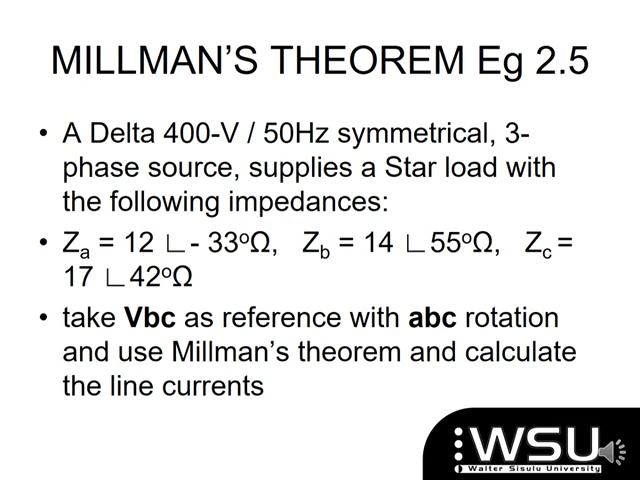 MILLMAN'S THEOREM Eg 2.5
• A Delta 400-V / 50Hz symmetrical, 3-
phase source, supplies a Star load with
the following impedances:
• Zₐ = 12 ∟- 33ºΩ, Z_b = 14 ∟55ºΩ, Z_c =
17 ∟42ºΩ
• take Vbc as reference with abc rotation
and use Millman's theorem and calculate
the line currents
WSU
Walter Sisulu University